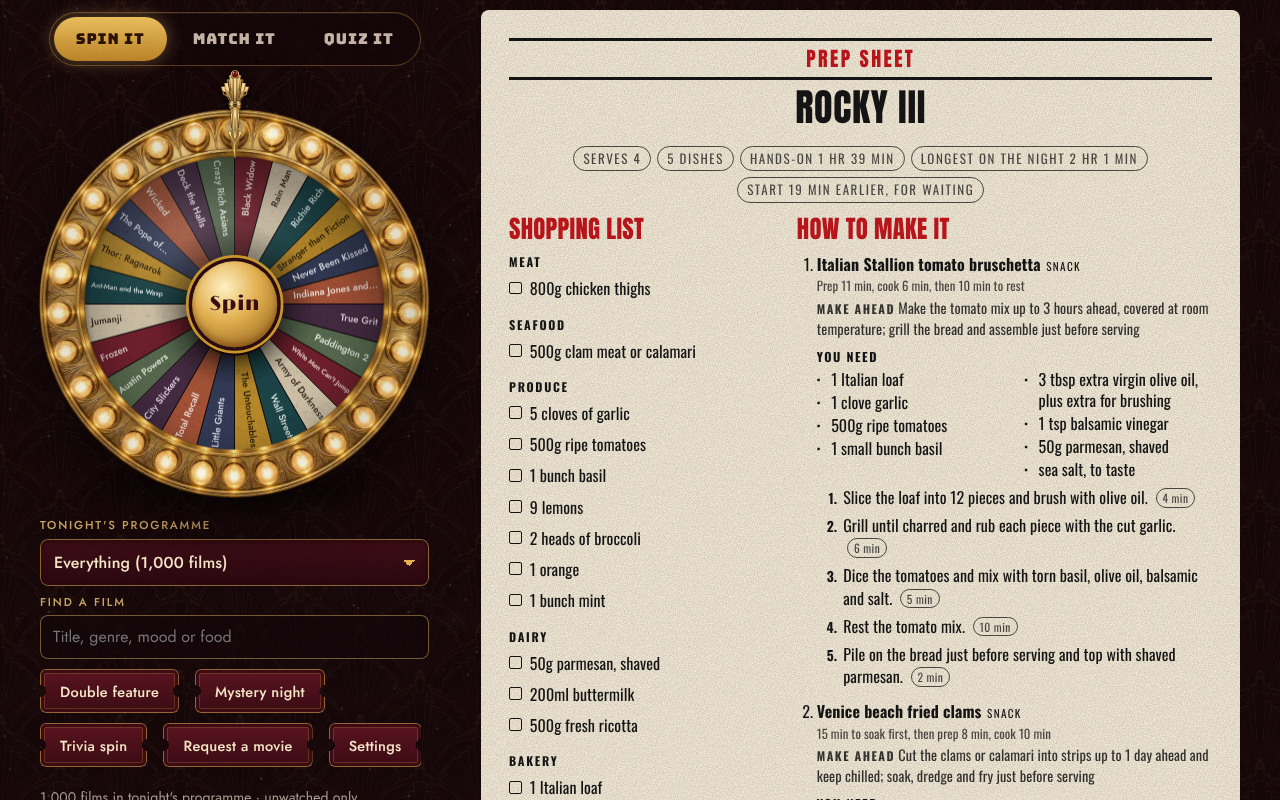 SPIN IT
MATCH IT
QUIZ IT
Crazy Rich Asians
Black Widow
Rain Man
Richie Rich
Stranger than Fiction
Never Been Kissed
Indiana Jones and…
True Grit
Paddington 2
White Men Can't Jump
Army of Darkness
Wall Street
The Untouchables
Little Giants
Total Recall
City Slickers
Austin Powers
Frozen
Jumanji
Ant-Man and the Wasp
Thor: Ragnarok
The Pope of…
Wicked
Deck the Halls
Spin
TONIGHT'S PROGRAMME
Everything (1,000 films)
FIND A FILM
Title, genre, mood or food
Double feature
Mystery night
Trivia spin
Request a movie
Settings
1,000 films in tonight's programme · unwatched only
PREP SHEET
ROCKY III
SERVES 4
5 DISHES
HANDS-ON 1 HR 39 MIN
LONGEST ON THE NIGHT 2 HR 1 MIN
START 19 MIN EARLIER, FOR WAITING
SHOPPING LIST
MEAT
800g chicken thighs
SEAFOOD
500g clam meat or calamari
PRODUCE
5 cloves of garlic
500g ripe tomatoes
1 bunch basil
9 lemons
2 heads of broccoli
1 orange
1 bunch mint
DAIRY
50g parmesan, shaved
200ml buttermilk
500g fresh ricotta
BAKERY
1 Italian loaf
HOW TO MAKE IT
1. Italian Stallion tomato bruschetta SNACK
Prep 11 min, cook 6 min, then 10 min to rest
MAKE AHEAD Make the tomato mix up to 3 hours ahead, covered at room
temperature; grill the bread and assemble just before serving
YOU NEED
· 1 Italian loaf
· 1 clove garlic
· 500g ripe tomatoes
· 1 small bunch basil
· 3 tbsp extra virgin olive oil,
plus extra for brushing
· 1 tsp balsamic vinegar
· 50g parmesan, shaved
· sea salt, to taste
1. Slice the loaf into 12 pieces and brush with olive oil. 4 min
2. Grill until charred and rub each piece with the cut garlic.
6 min
3. Dice the tomatoes and mix with torn basil, olive oil, balsamic
and salt. 5 min
4. Rest the tomato mix. 10 min
5. Pile on the bread just before serving and top with shaved
parmesan. 2 min
2. Venice beach fried clams SNACK
15 min to soak first, then prep 8 min, cook 10 min
MAKE AHEAD Cut the clams or calamari into strips up to 1 day ahead and
keep chilled; soak, dredge and fry just before serving